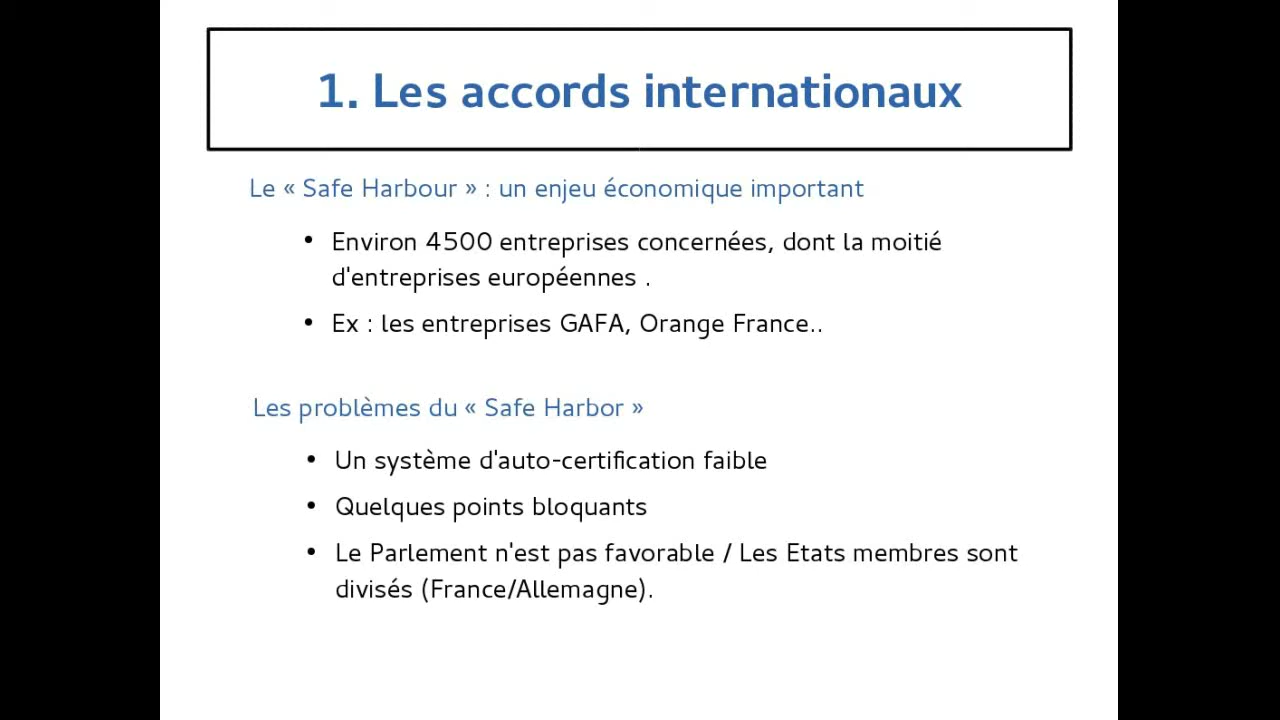 1. Les accords internationaux
Le « Safe Harbour » : un enjeu économique important
• Environ 4500 entreprises concernées, dont la moitié
d'entreprises européennes .
• Ex : les entreprises GAFA, Orange France..
Les problèmes du « Safe Harbor »
• Un système d'auto-certification faible
• Quelques points bloquants
• Le Parlement n'est pas favorable / Les Etats membres sont
divisés (France/Allemagne).